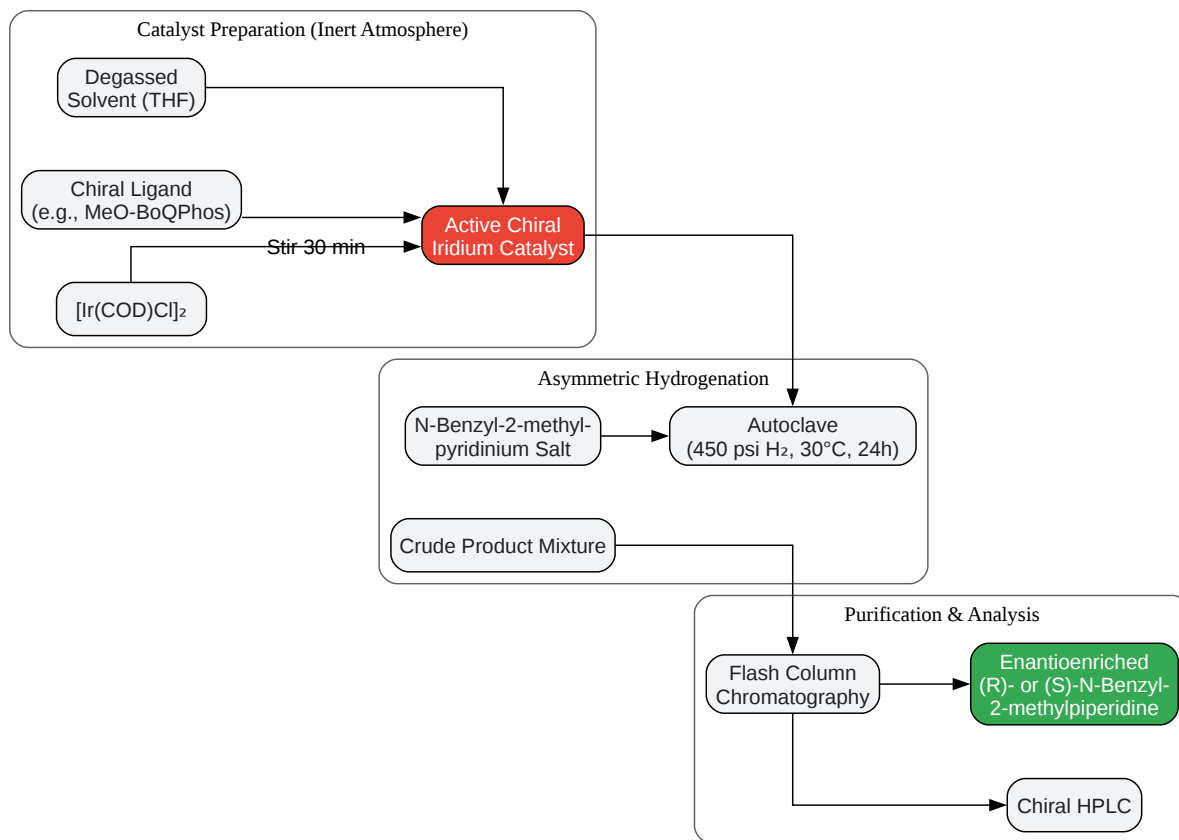 Catalyst Preparation (Inert Atmosphere)
Degassed
Solvent (THF)
Chiral Ligand
(e.g., MeO-BoQPhos)
Stir 30 min
[Ir(COD)Cl]₂
Active Chiral
Iridium Catalyst
Asymmetric Hydrogenation
N-Benzyl-2-methyl-
pyridinium Salt
Autoclave
(450 psi H₂, 30°C, 24h)
Crude Product Mixture
Purification & Analysis
Flash Column
Chromatography
Enantioenriched
(R)- or (S)-N-Benzyl-
2-methylpiperidine
Chiral HPLC